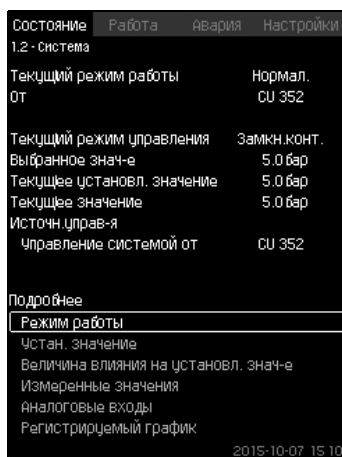 Состояние Работа Авария Настройки
1.2 - Система
Текущий режим работы Нормал.
От CU 352
Текущий режим управления Замкн.конт.
Выбранное знач-е 5.0 бар
Текущее установл. значение 5.0 бар
Текущее значение 5.0 бар
Источн.управ-я
Управление системой от CU 352
Подробнее
Режим работы
Устан. значение
Величина влияния на установл. знач-е
Измеренные значения
Аналоговые входы
Регистрируемый график
2015-10-07 15:10